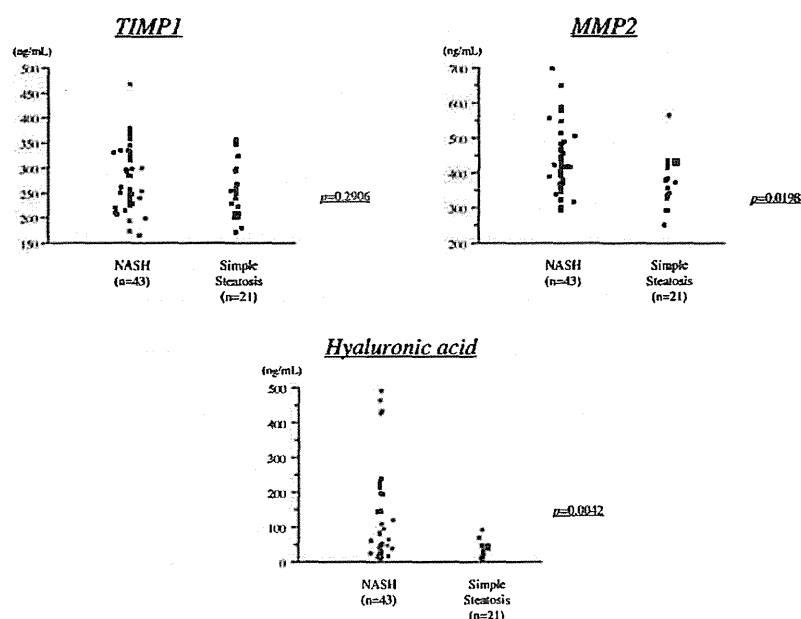 TIMP1
(ng/mL)
500
450
400
350
300
250
200
150
NASH
(n=43)
Simple
Steatosis
(n=21)
p=0.2906
MMP2
(ng/mL)
700
600
500
400
300
200
NASH
(n=43)
Simple
Steatosis
(n=21)
p=0.0198
Hyaluronic acid
(ng/mL)
500
400
300
200
100
0
NASH
(n=43)
Simple
Steatosis
(n=21)
p=0.0042